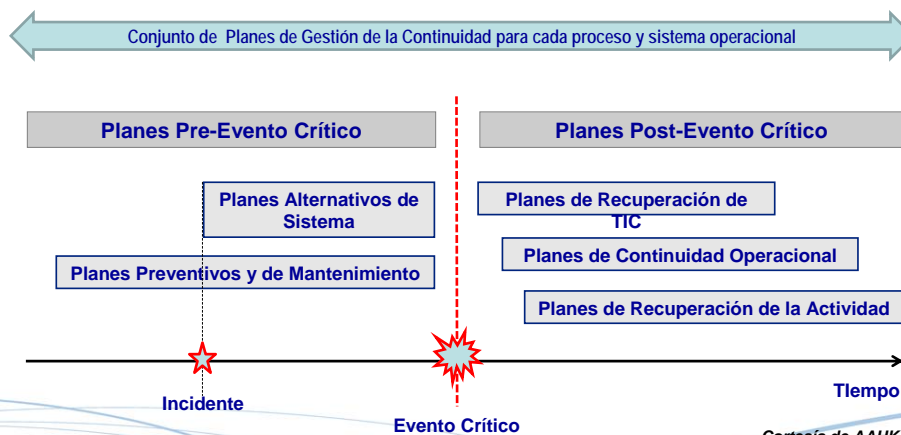 Conjunto de Planes de Gestión de la Continuidad para cada proceso y sistema operacional
Planes Pre-Evento Crítico
Planes Post-Evento Crítico
Planes Alternativos de
Sistema
Planes de Recuperación de
TIC
Planes de Continuidad Operacional
Planes Preventivos y de Mantenimiento
Planes de Recuperación de la Actividad
TIempo
Incidente
Evento Crítico